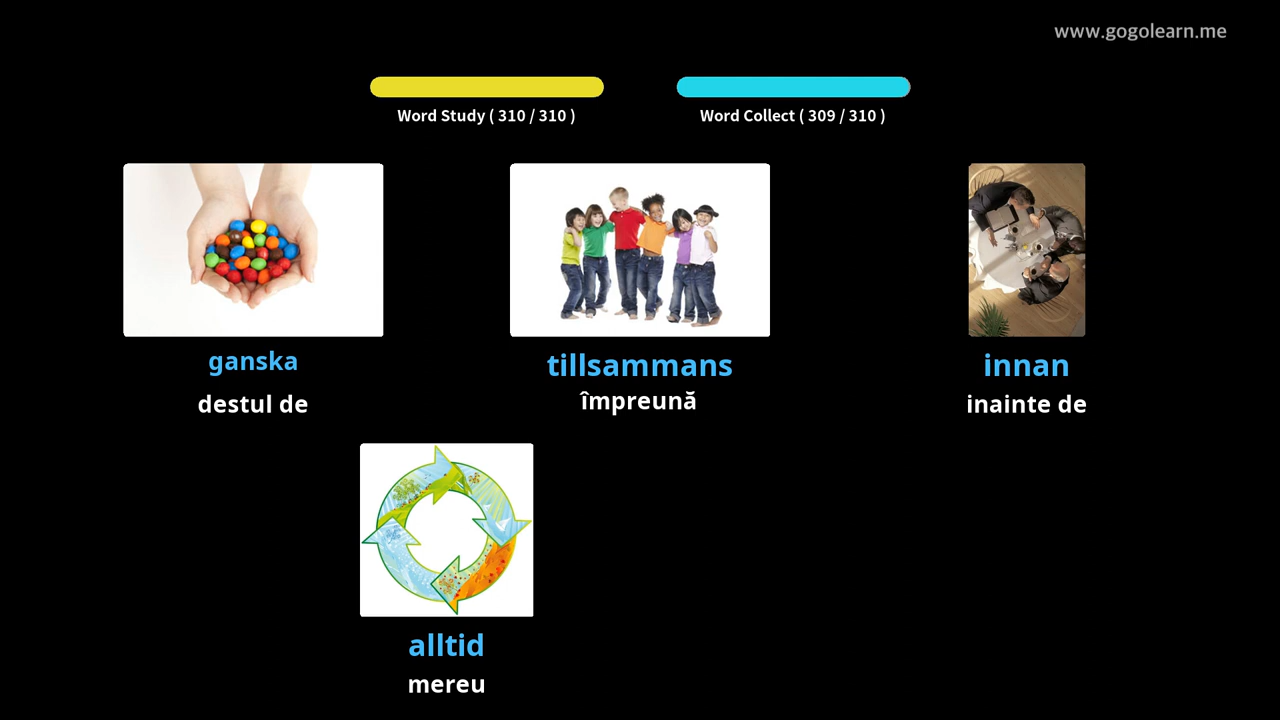 www.gogolearn.me
Word Study ( 310 / 310 )
Word Collect ( 309 / 310 )
ganska
destul de
tillsammans
împreună
innan
inainte de
alltid
mereu